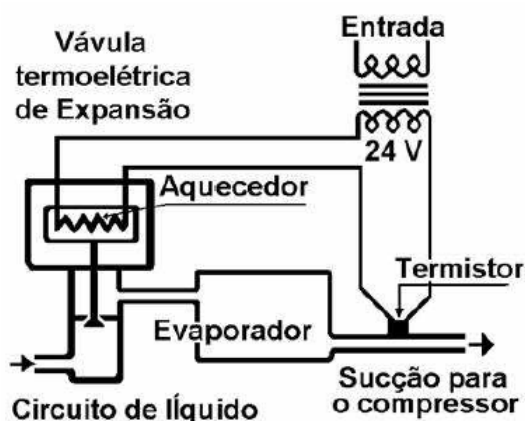 Vávula
termoelétrica
de Expansão
Entrada
24 V
Aquecedor
Termistor
Evaporador
Sucção para
o compressor
Circuito de líquido